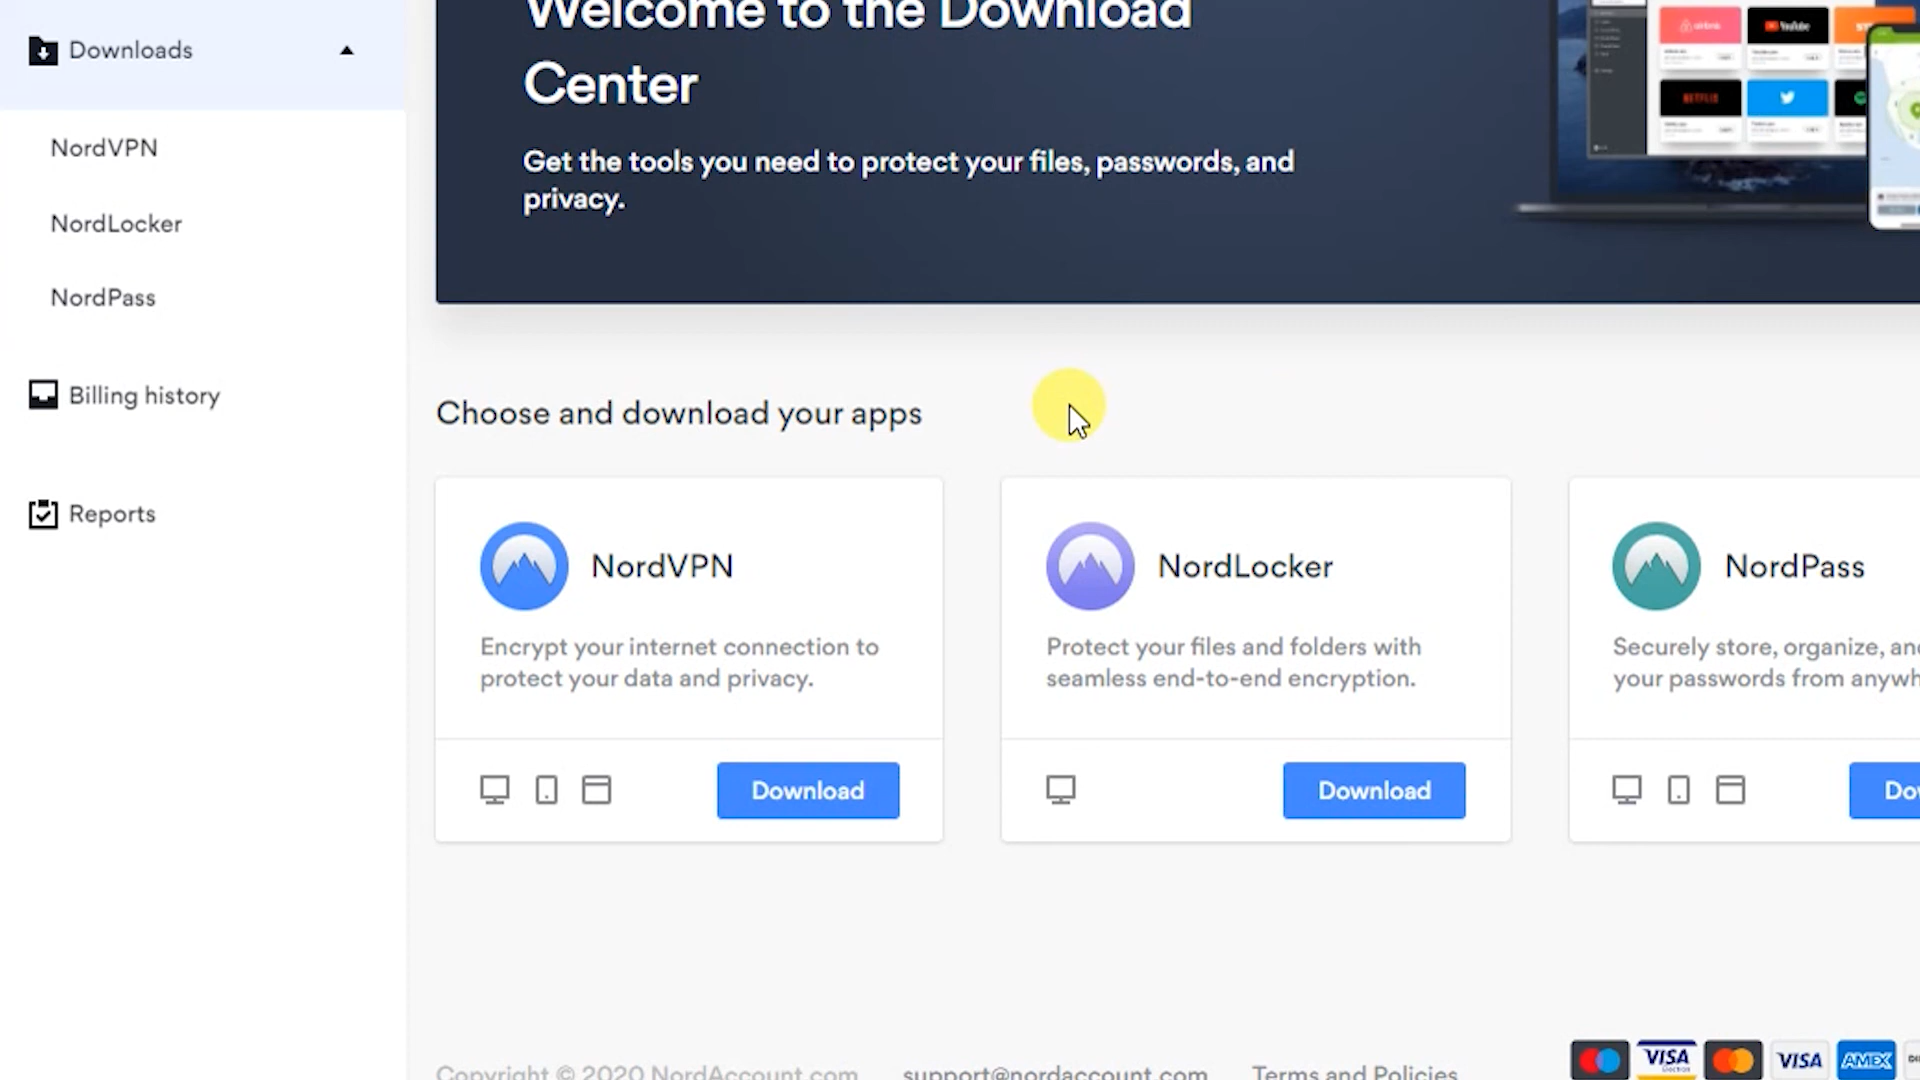 Downloads
NordVPN
NordLocker
NordPass
Billing history
Reports
Welcome to the Download
Center
Get the tools you need to protect your files, passwords, and
privacy.
airbnb
YouTube
NETFLIX
Choose and download your apps
NordVPN
Encrypt your internet connection to
protect your data and privacy.
Download
NordLocker
Protect your files and folders with
seamless end-to-end encryption.
Download
NordPass
Securely store, organize, and
your passwords from anywh
Do
Copyright © 2020 NordAccount.com
support@nordaccount.com
Terms and Policies
VISA
VISA
AMEX